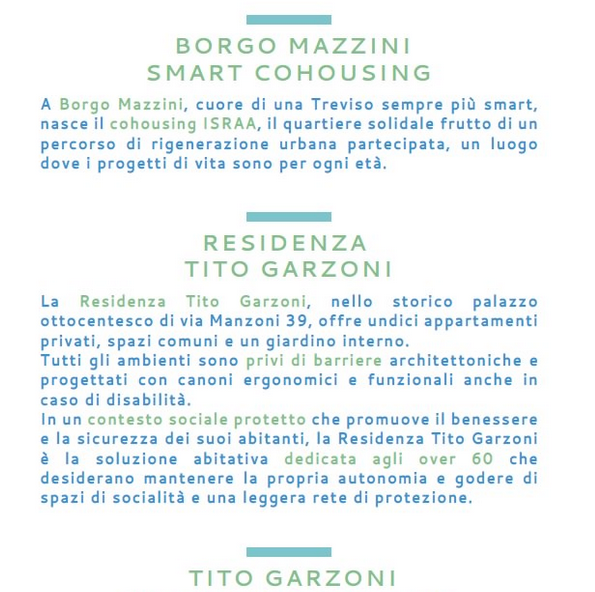 BORGO MAZZINI
SMART COHOUSING
A Borgo Mazzini, cuore di una Treviso sempre più smart,
nasce il cohousing ISRAA, il quartiere solidale frutto di un
percorso di rigenerazione urbana partecipata, un luogo
dove i progetti di vita sono per ogni età.
RESIDENZA
TITO GARZONI
La Residenza Tito Garzoni, nello storico palazzo
ottocentesco di via Manzoni 39, offre undici appartamenti
privati, spazi comuni e un giardino interno.
Tutti gli ambienti sono privi di barriere architettoniche e
progettati con canoni ergonomici e funzionali anche in
caso di disabilità.
In un contesto sociale protetto che promuove il benessere
e la sicurezza dei suoi abitanti, la Residenza Tito Garzoni
è la soluzione abitativa dedicata agli over 60 che
desiderano mantenere la propria autonomia e godere di
spazi di socialità e una leggera rete di protezione.
TITO GARZONI